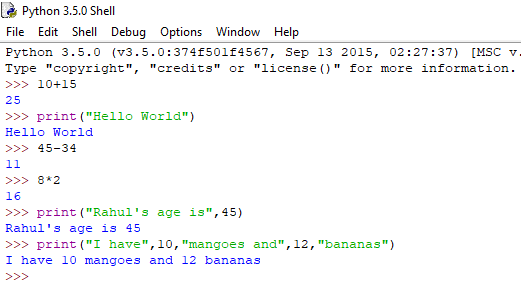 Python 3.5.0 Shell
File Edit Shell Debug Options Window Help
Python 3.5.0 (v3.5.0:374f501f4567, Sep 13 2015, 02:27:37) [MSC v.
Type "copyright", "credits" or "license()" for more information.
>>> 10+15
25
>>> print("Hello World")
Hello World
>>> 45-34
11
>>> 8*2
16
>>> print("Rahul's age is",45)
Rahul's age is 45
>>> print("I have",10,"mangoes and",12,"bananas")
I have 10 mangoes and 12 bananas
>>>